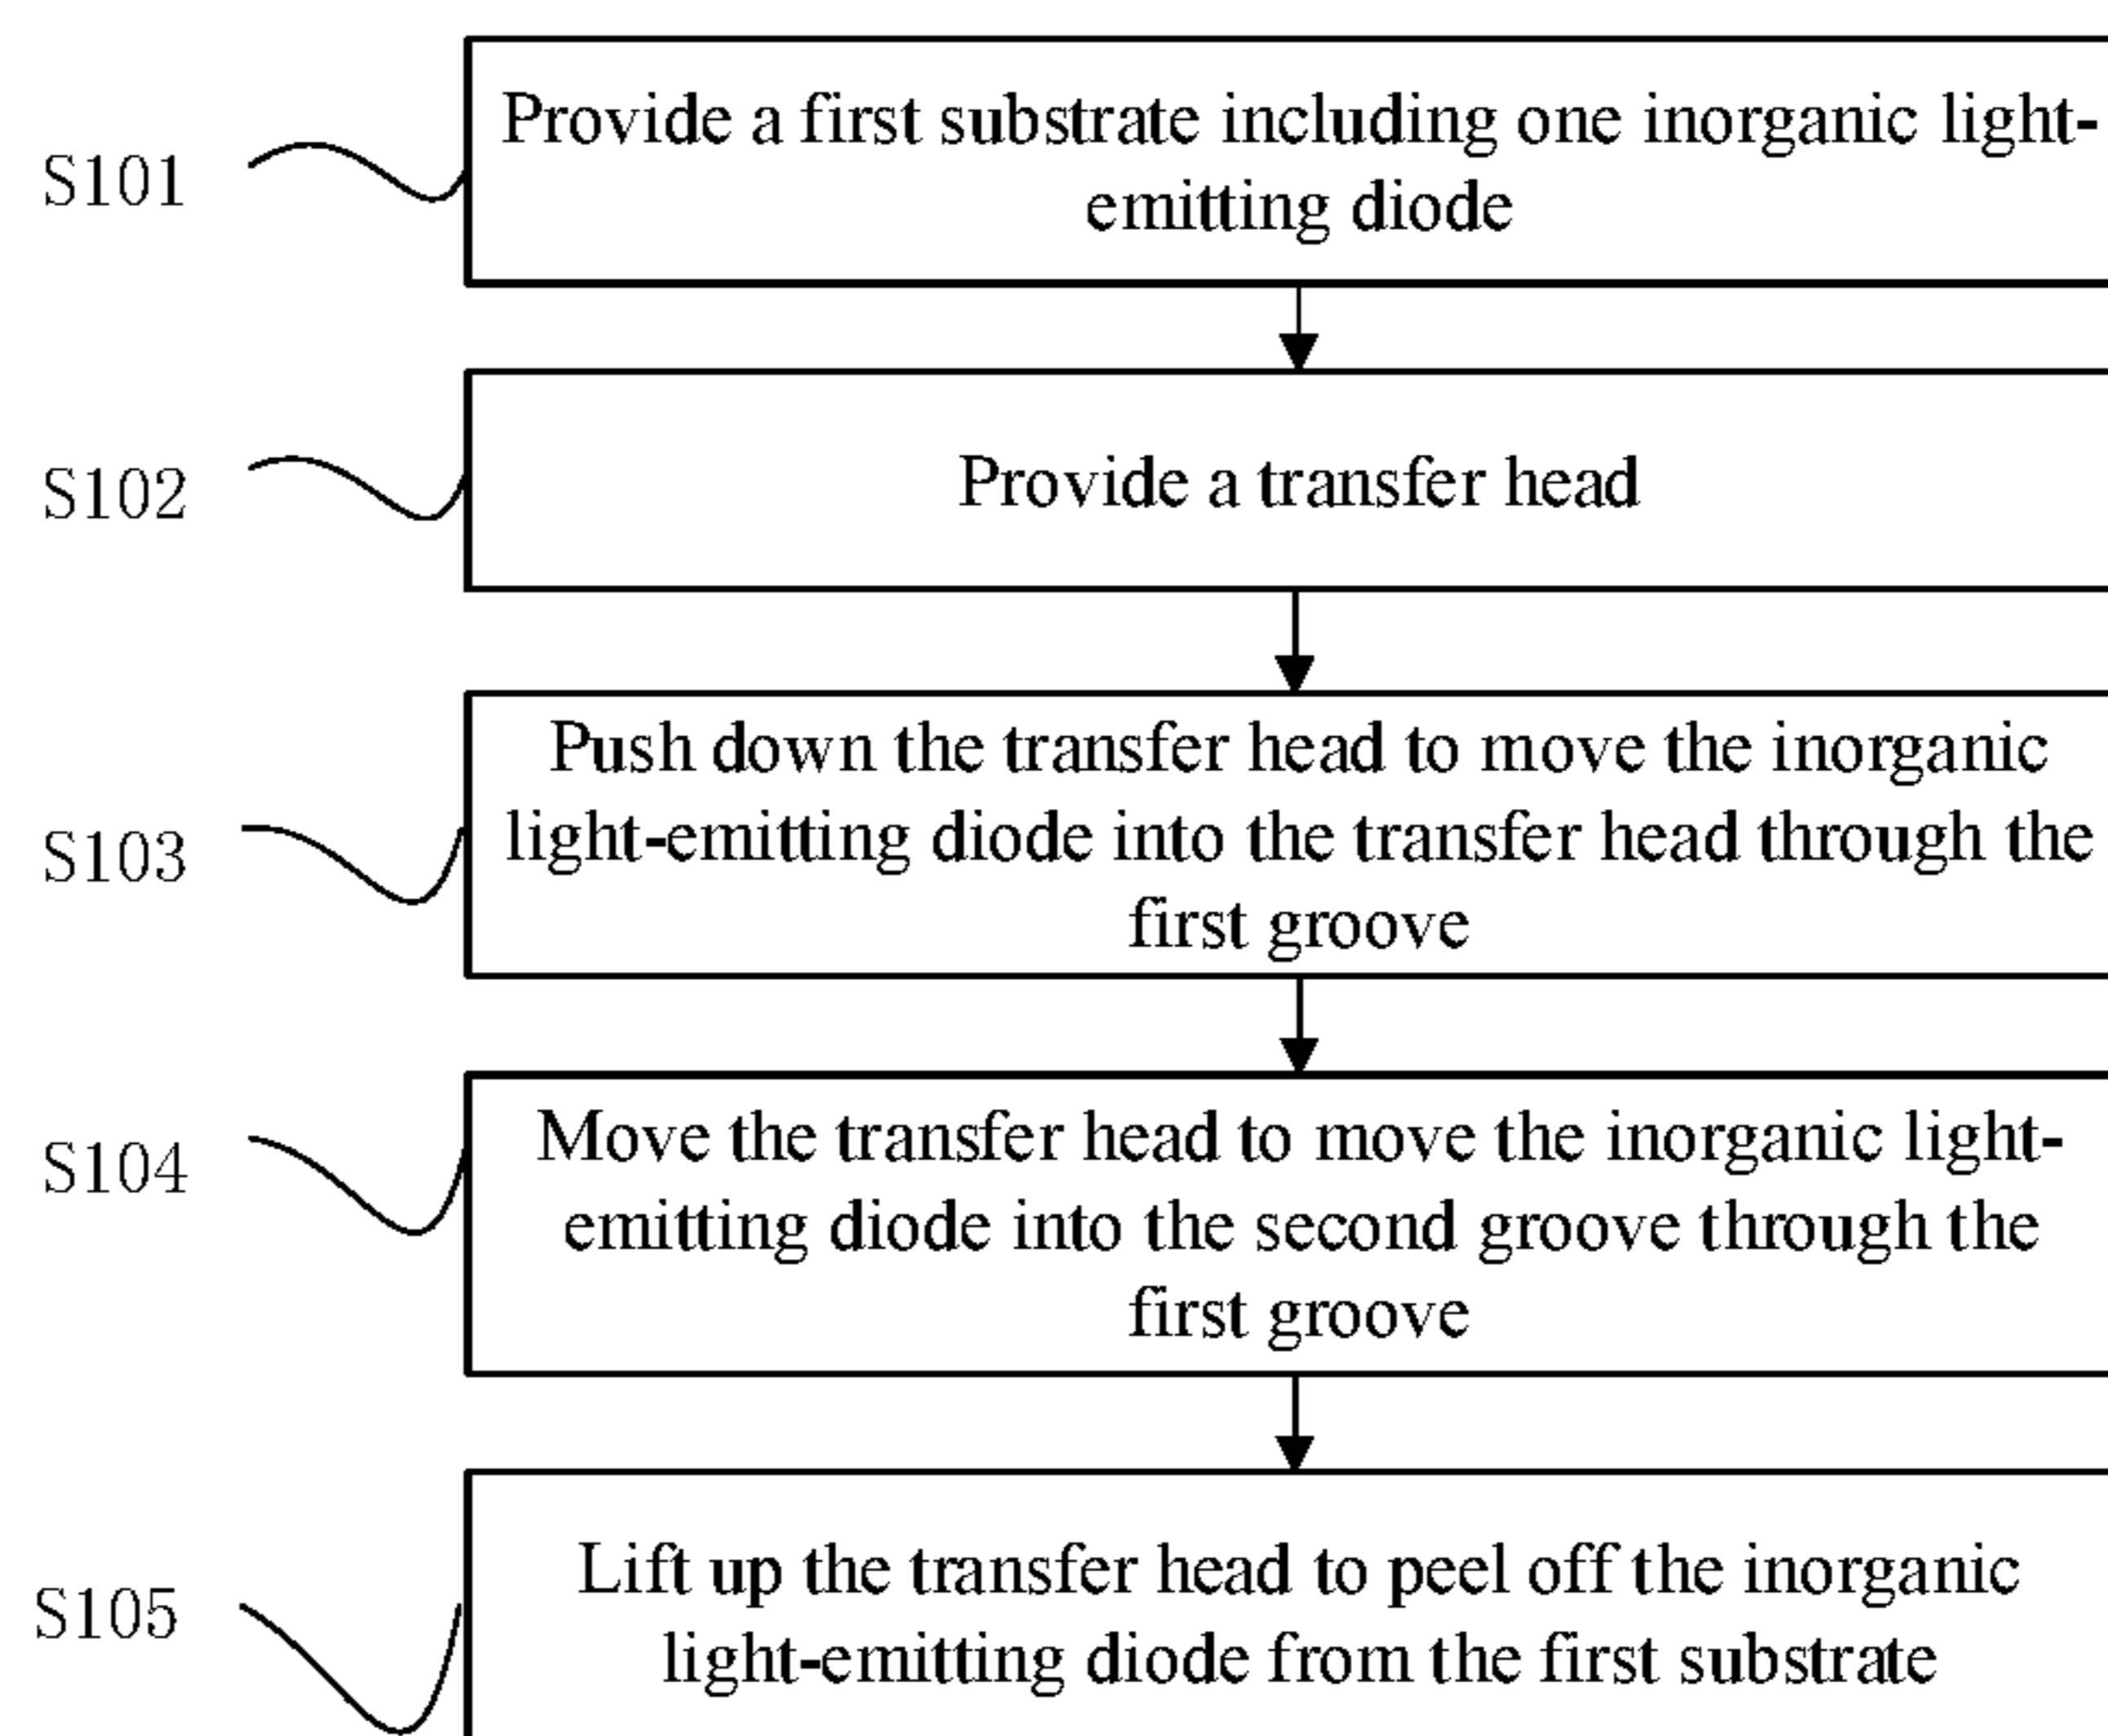 Provide a first substrate including one inorganic light-
S101
emitting diode
S102
Provide a transfer head
Push down the transfer head to move the inorganic
S103
light-emitting diode into the transfer head through the
first groove
Move the transfer head to move the inorganic light-
S104
emitting diode into the second groove through the
first groove
Lift up the transfer head to peel off the inorganic
S105
light-emitting diode from the first substrate